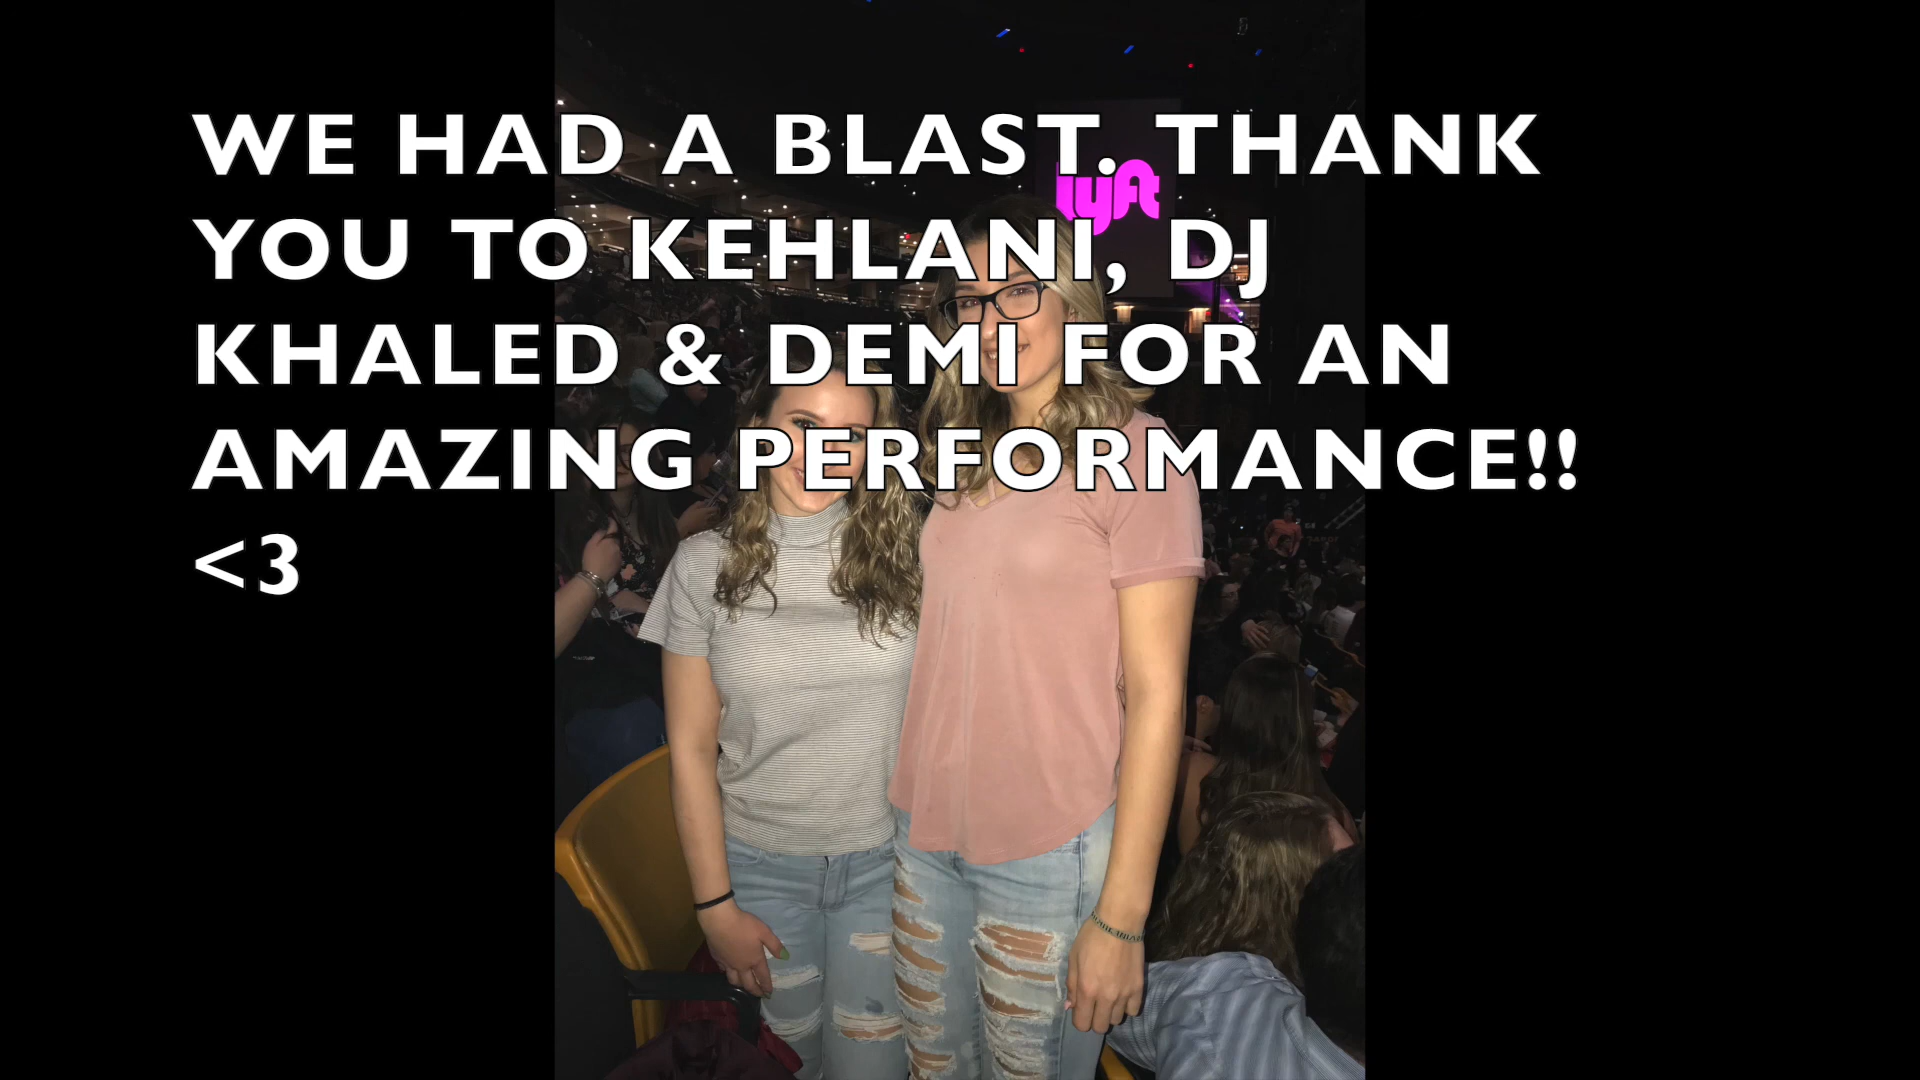 WE HAD A BLAST. THANK
YOU TO KEHLANI, DJ
KHALED & DEMI FOR AN
AMAZING PERFORMANCE!!
<3
lyft